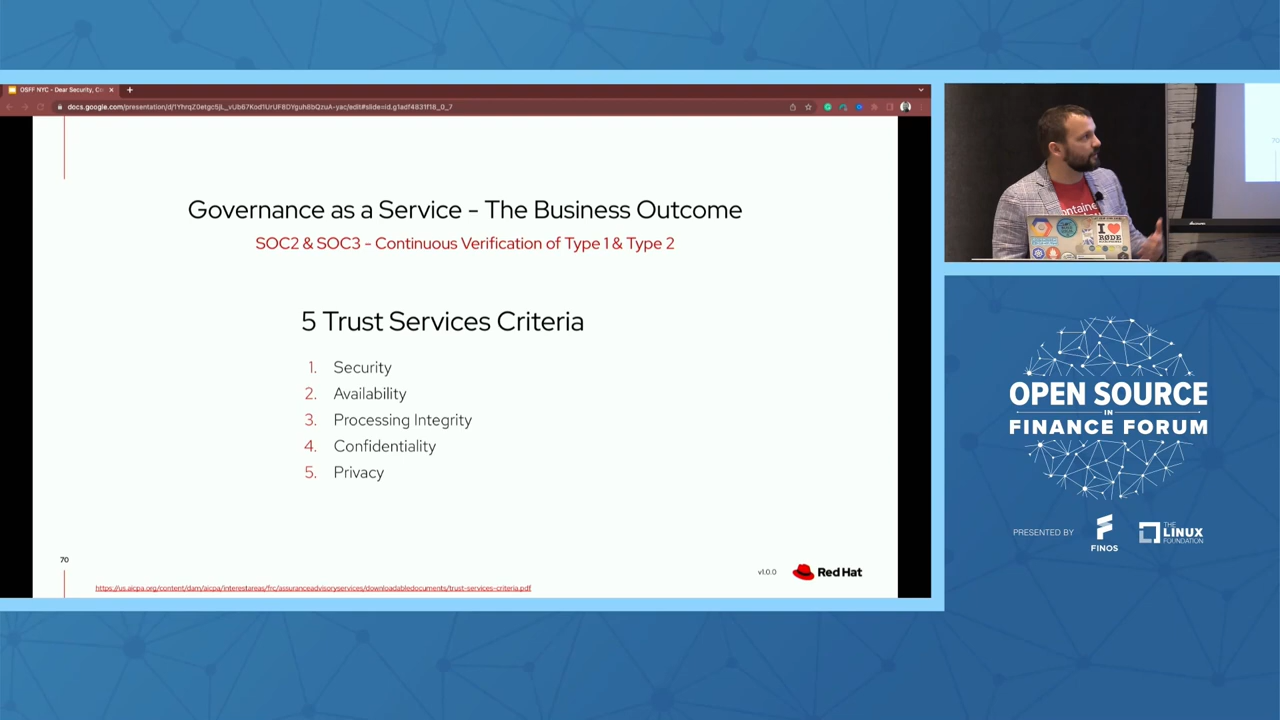 OSFF NYC - Dear Security, Co
docs.google.com/presentation/d/1YhrqZ0etgc5jL_vUb67Kod1UrUF8DYguh8bQzuA-yac/edit#slide=id.g1adf4831f18_0_7
Governance as a Service - The Business Outcome
SOC2 & SOC3 - Continuous Verification of Type 1 & Type 2
5 Trust Services Criteria
1. Security
2. Availability
3. Processing Integrity
4. Confidentiality
5. Privacy
70
https://us.aicpa.org/content/dam/aicpa/interestareas/frc/assuranceadvisoryservices/downloadabledocuments/trust-services-criteria.pdf
v1.0.0
Red Hat
I ❤ RØDE
OPEN SOURCE
IN
FINANCE FORUM
PRESENTED BY
FINOS
THE LINUX FOUNDATION